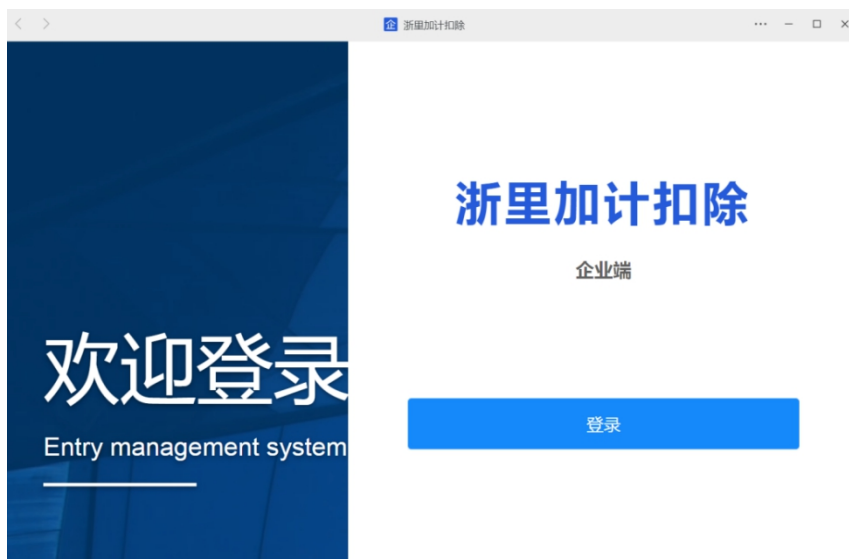 企 浙里加计扣除
浙里加计扣除
企业端
欢迎登录
Entry management system
登录